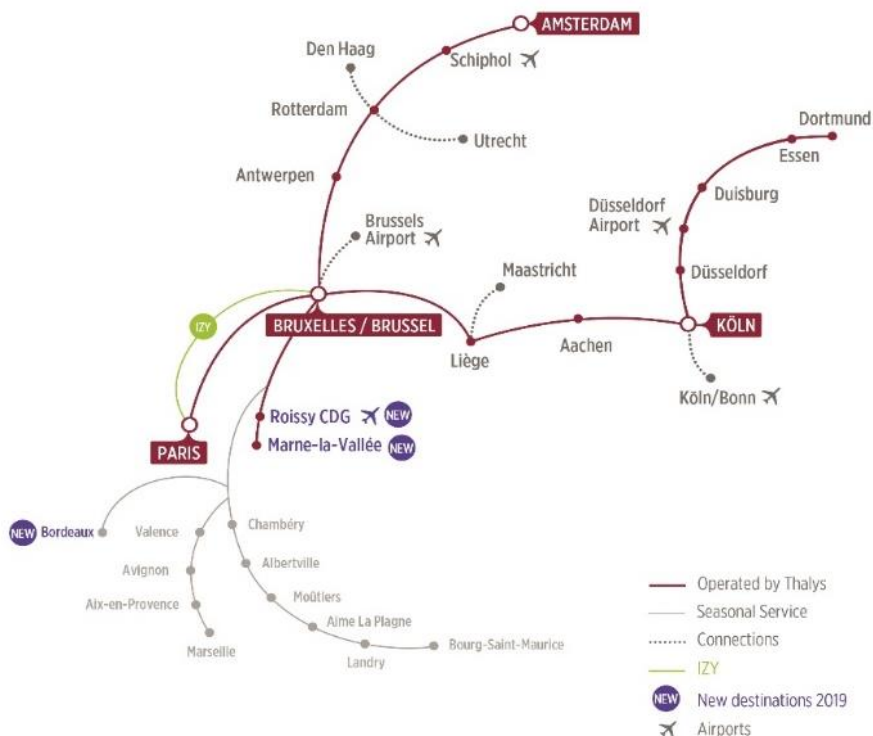 AMSTERDAM
Den Haag
Schiphol
Rotterdam
Utrecht
Dortmund
Essen
Antwerpen
Duisburg
Düsseldorf
Airport
Brussels
Airport
Maastricht
Düsseldorf
IZY
BRUXELLES / BRUSSEL
KÖLN
Liège
Aachen
Köln/Bonn
Roissy CDG NEW
Marne-la-Vallée NEW
PARIS
NEW Bordeaux
Valence
Chambéry
Avignon
Albertville
Aix-en-Provence
Moûtiers
Marseille
Aime La Plagne
Landry
Bourg-Saint-Maurice
Operated by Thalys
Seasonal Service
Connections
IZY
NEW New destinations 2019
Airports